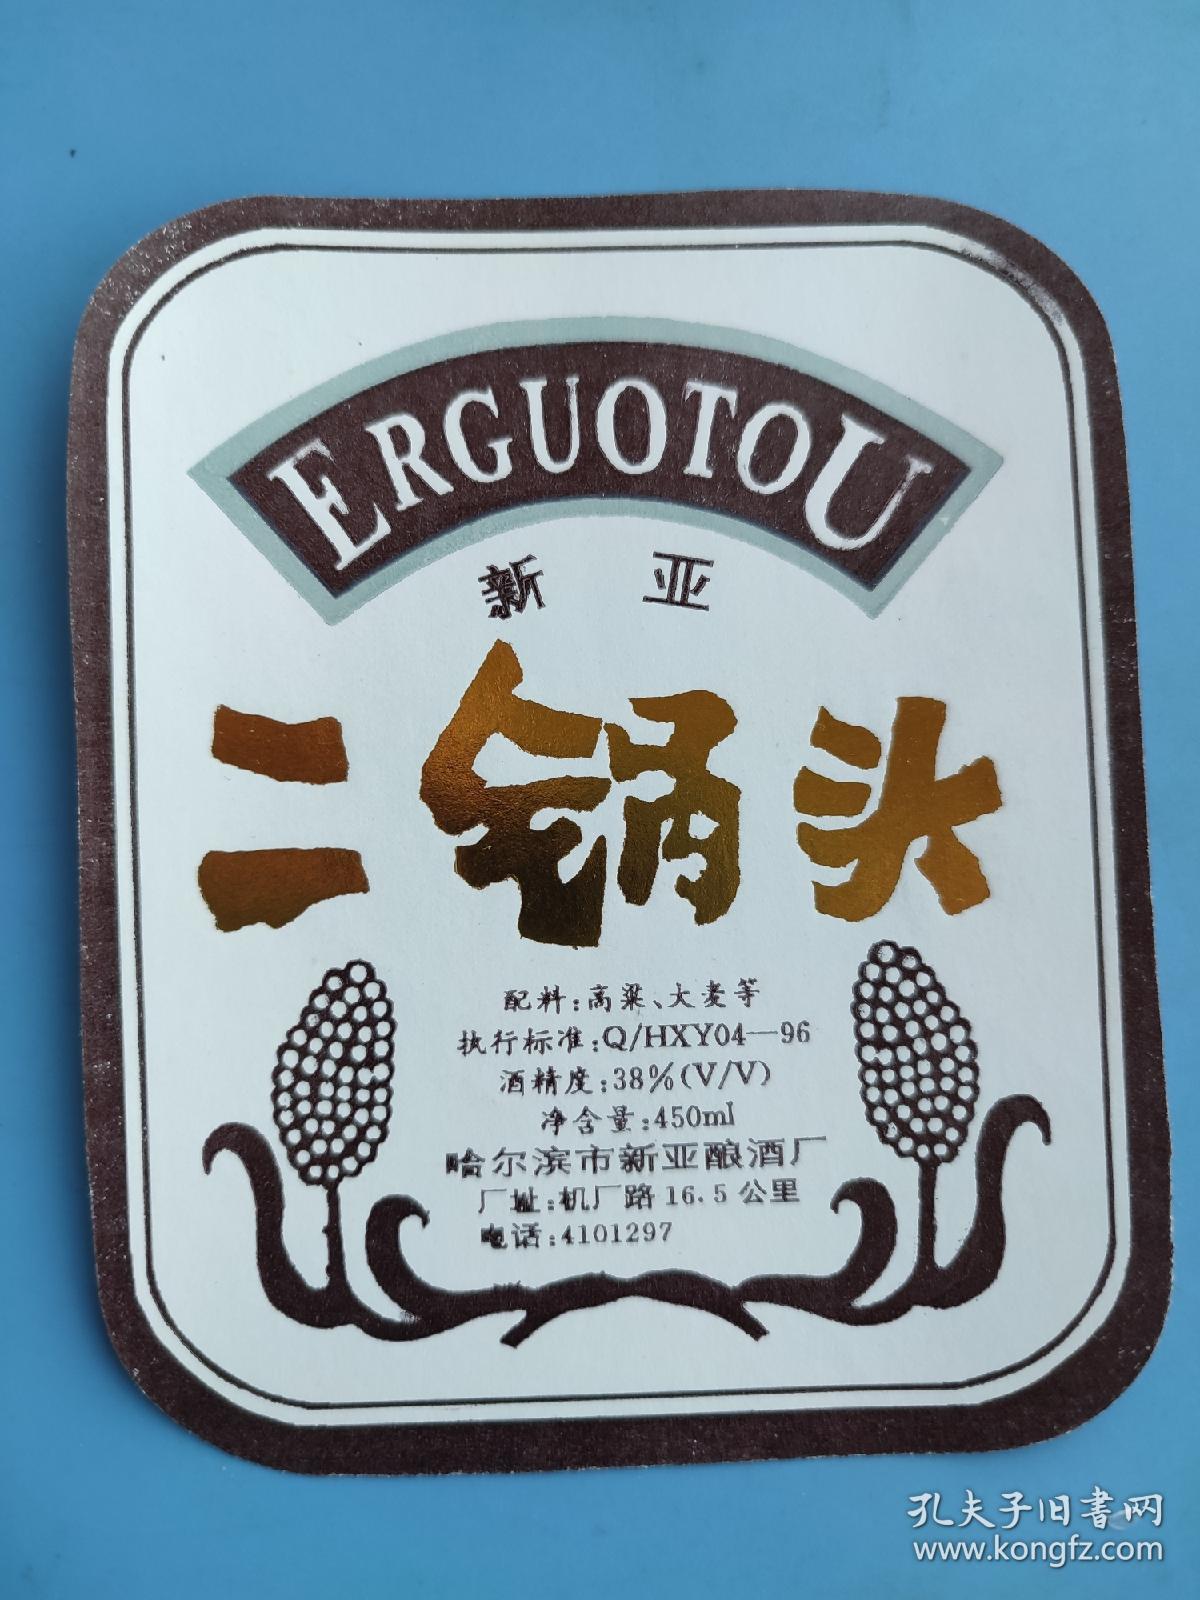 ERGUOTOU
新亚
二锅头
配料:高粱、大麦等
执行标准:Q/HXY04—96
酒精度:38%(V/V)
净含量:450ml
哈尔滨市新亚酿酒厂
厂址:机厂路16.5公里
电话:4101297
孔夫子旧书网
www.kongfz.com